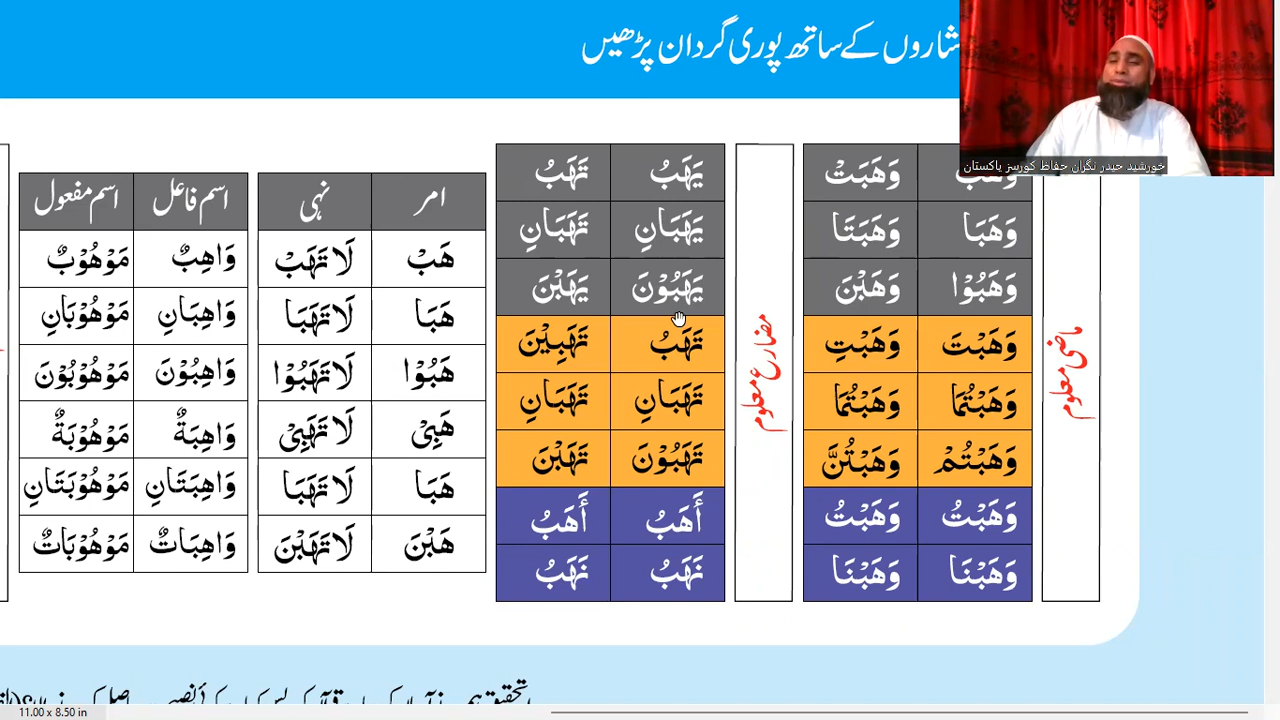 شاروں کے ساتھ پوری گردان پڑھیں
خورشید حیدر نگران حفاظ کورسز پاکستان
ماضی معلوم
وَهَبَتْ
وَهَبَا وَهَبَتَا
وَهَبُوْا وَهَبْنَ
وَهَبْتَ وَهَبْتِ
وَهَبْتُمَا وَهَبْتُمَا
وَهَبْتُمْ وَهَبْتُنَّ
وَهَبْتُ وَهَبْتُ
وَهَبْنَا وَهَبْنَا
مضارع معلوم
يَهَبُ تَهَبُ
يَهَبَانِ تَهَبَانِ
يَهَبُوْنَ يَهَبْنَ
تَهَبُ تَهَبِيْنَ
تَهَبَانِ تَهَبَانِ
تَهَبُوْنَ تَهَبْنَ
أَهَبُ أَهَبُ
نَهَبُ نَهَبُ
امر نہی
هَبْ لَا تَهَبْ
هَبَا لَا تَهَبَا
هَبُوْا لَا تَهَبُوْا
هَبِيْ لَا تَهَبِيْ
هَبَا لَا تَهَبَا
هَبْنَ لَا تَهَبْنَ
اسم فاعل اسم مفعول
وَاهِبٌ مَوْهُوْبٌ
وَاهِبَانِ مَوْهُوْبَانِ
وَاهِبُوْنَ مَوْهُوْبُوْنَ
وَاهِبَةٌ مَوْهُوْبَةٌ
وَاهِبَتَانِ مَوْهُوْبَتَانِ
وَاهِبَاتٌ مَوْهُوْبَاتٌ
11.00 x 8.50 in